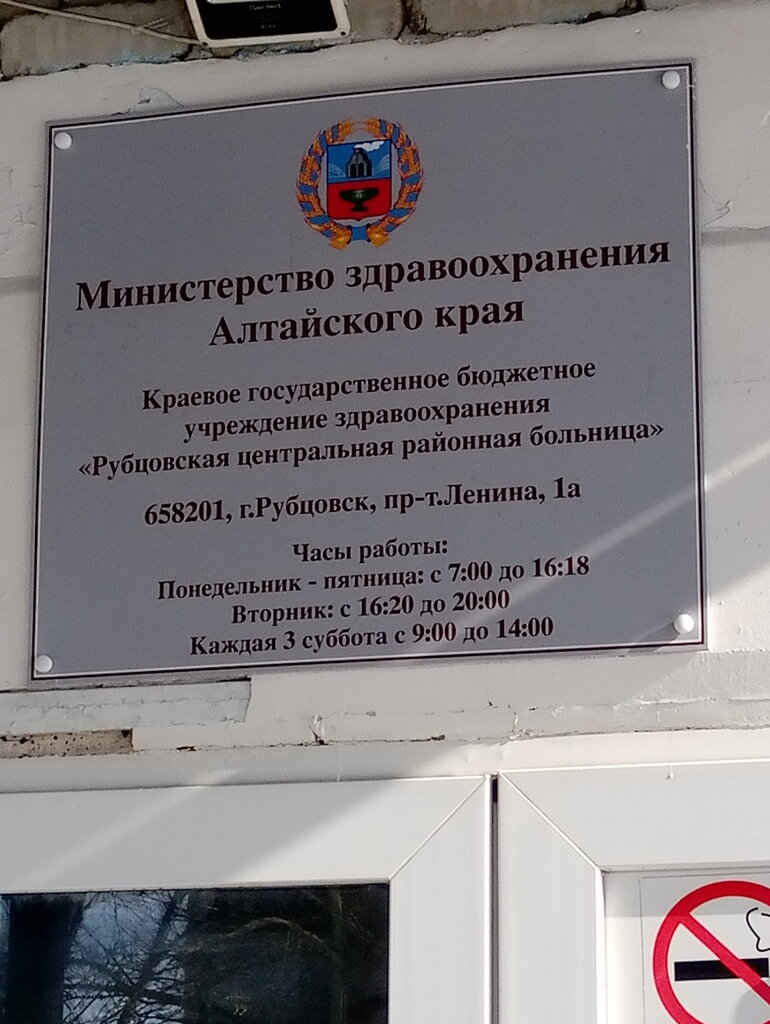 Министерство здравоохранения
Алтайского края
Краевое государственное бюджетное
учреждение здравоохранения
«Рубцовская центральная районная больница»
658201, г.Рубцовск, пр-т.Ленина, 1а
Часы работы:
Понедельник - пятница: с 7:00 до 16:18
Вторник: с 16:20 до 20:00
Каждая 3 суббота с 9:00 до 14:00